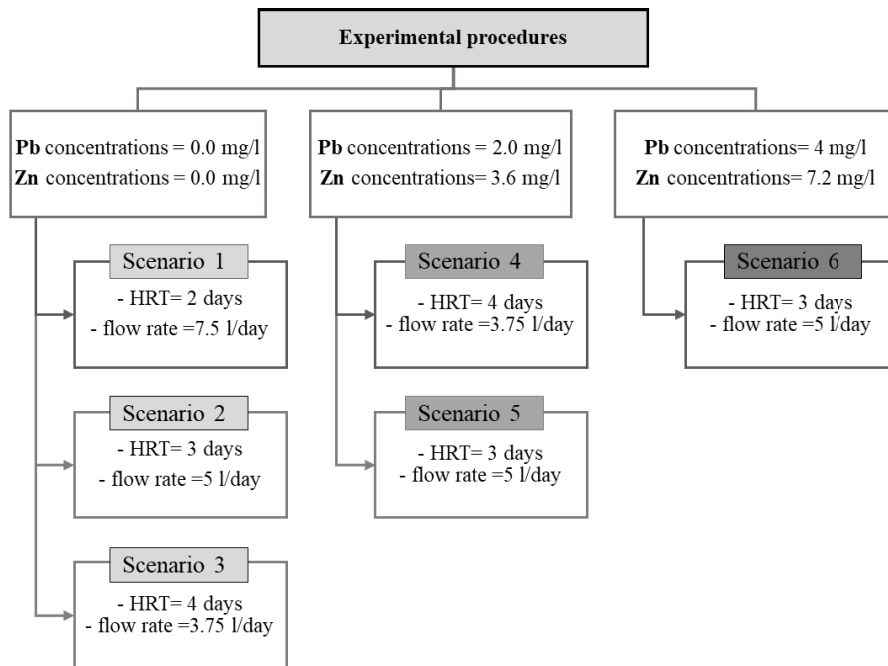 Experimental procedures
Pb concentrations = 0.0 mg/l
Zn concentrations = 0.0 mg/l
Pb concentrations = 2.0 mg/l
Zn concentrations= 3.6 mg/l
Pb concentrations= 4 mg/l
Zn concentrations= 7.2 mg/l
Scenario 1
- HRT= 2 days
- flow rate =7.5 l/day
Scenario 4
- HRT= 4 days
- flow rate =3.75 l/day
Scenario 6
- HRT= 3 days
- flow rate =5 l/day
Scenario 2
- HRT= 3 days
- flow rate =5 l/day
Scenario 5
- HRT= 3 days
- flow rate =5 l/day
Scenario 3
- HRT= 4 days
- flow rate =3.75 l/day